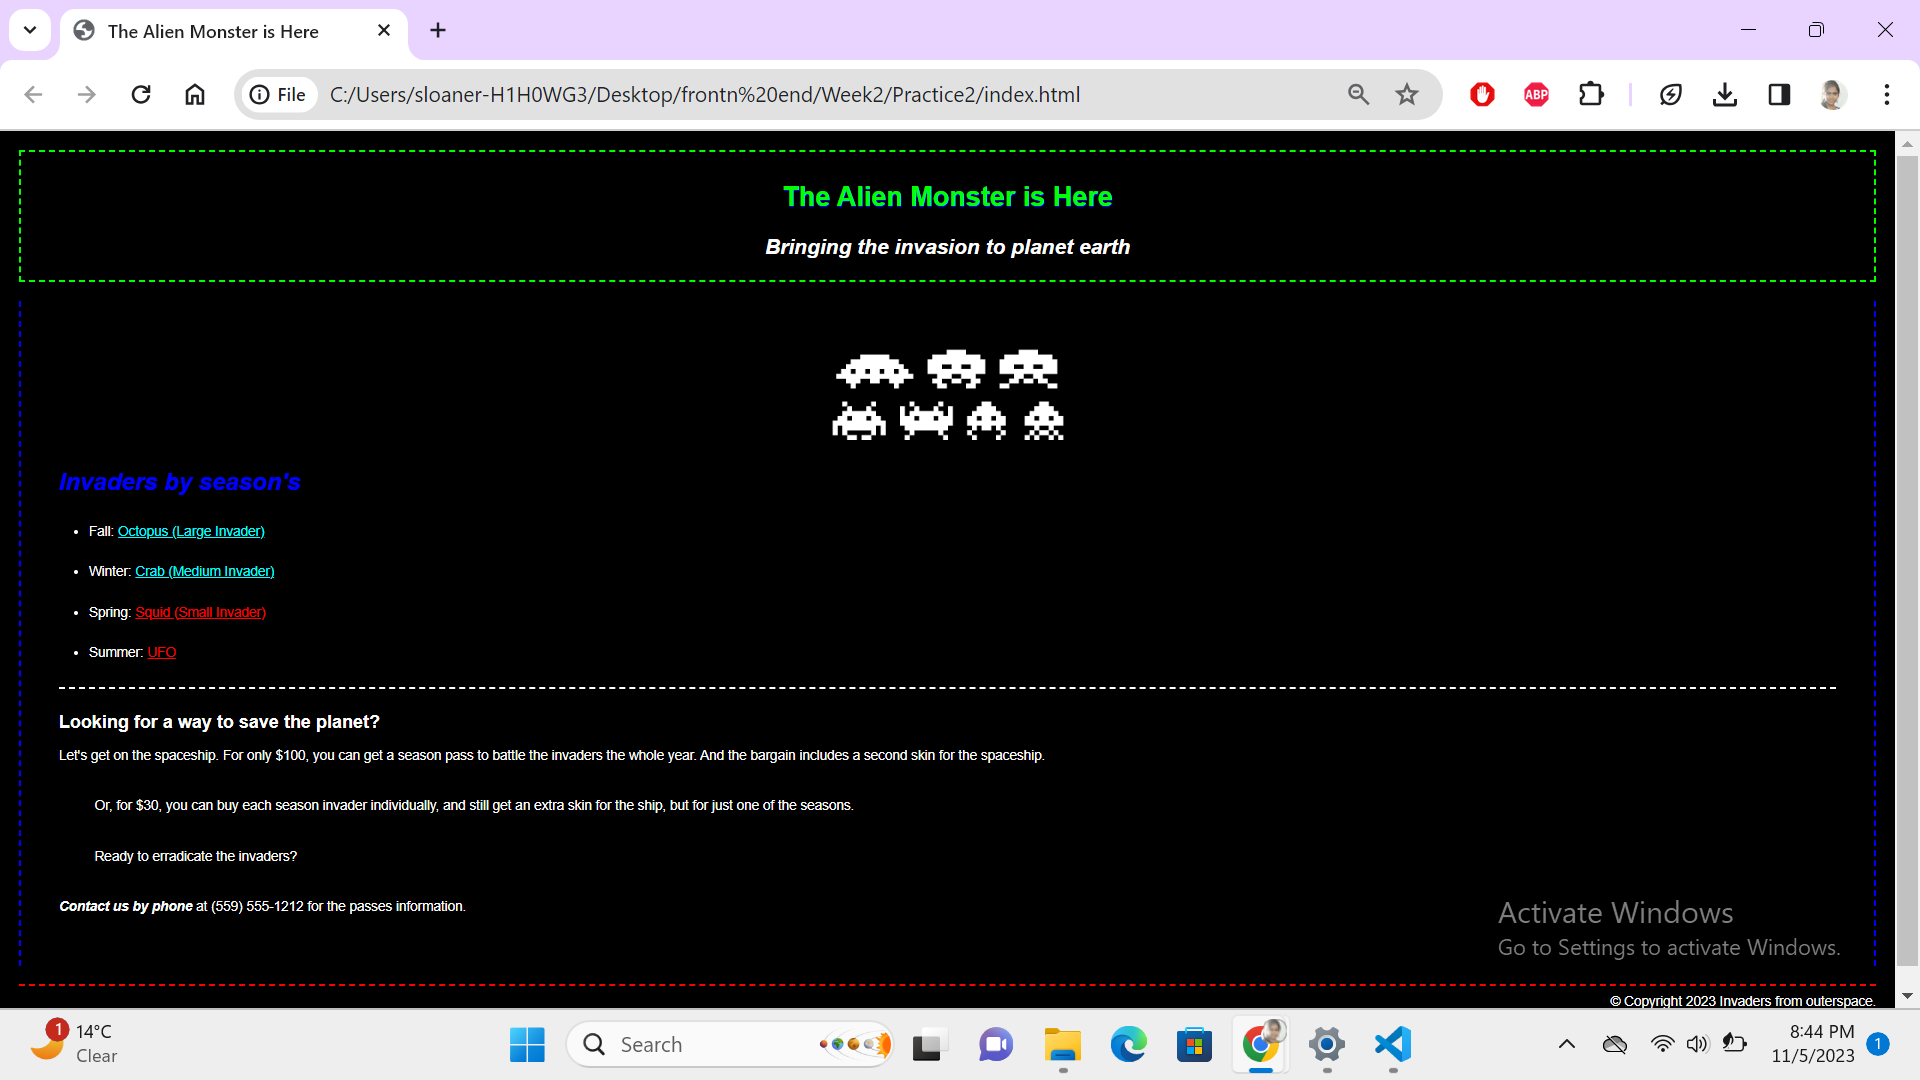 The Alien Monster is Here
File
C:/Users/sloaner-H1H0WG3/Desktop/frontn%20end/Week2/Practice2/index.html
ABP
The Alien Monster is Here
Bringing the invasion to planet earth
Invaders by season's
Fall: Octopus (Large Invader)
Winter: Crab (Medium Invader)
Spring: Squid (Small Invader)
Summer: UFO
Looking for a way to save the planet?
Let's get on the spaceship. For only $100, you can get a season pass to battle the invaders the whole year. And the bargain includes a second skin for the spaceship.
Or, for $30, you can buy each season invader individually, and still get an extra skin for the ship, but for just one of the seasons.
Ready to erradicate the invaders?
Contact us by phone at (559) 555-1212 for the passes information.
Activate Windows
Go to Settings to activate Windows.
© Copyright 2023 Invaders from outerspace.
1
14°C
Clear
Search
8:44 PM
11/5/2023
1